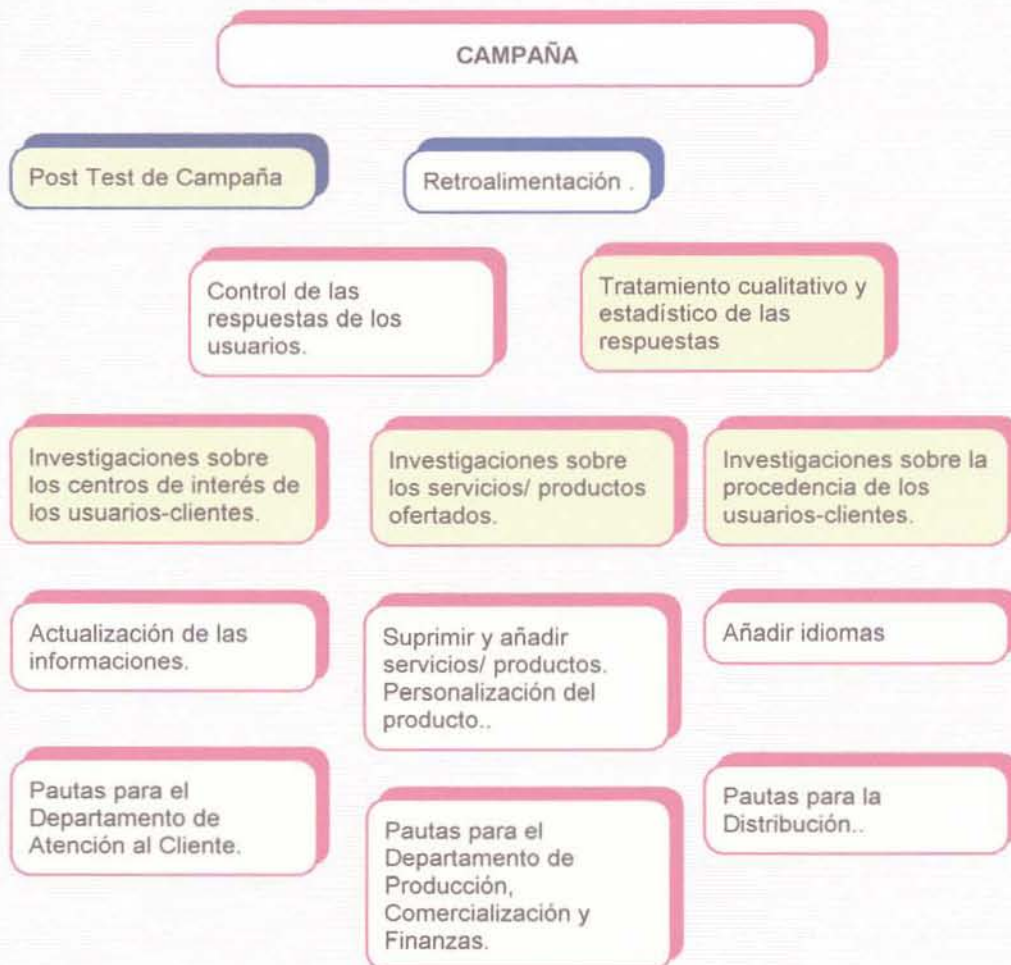 CAMPAÑA
Post Test de Campaña
Retroalimentación .
Control de las
respuestas de los
usuarios.
Tratamiento cualitativo y
estadístico de las
respuestas
Investigaciones sobre
los centros de interés de
los usuarios-clientes.
Investigaciones sobre
los servicios/ productos
ofertados.
Investigaciones sobre la
procedencia de los
usuarios-clientes.
Actualización de las
informaciones.
Suprimir y añadir
servicios/ productos.
Personalización del
producto..
Añadir idiomas
Pautas para el
Departamento de
Atención al Cliente.
Pautas para el
Departamento de
Producción,
Comercialización y
Finanzas.
Pautas para la
Distribución..